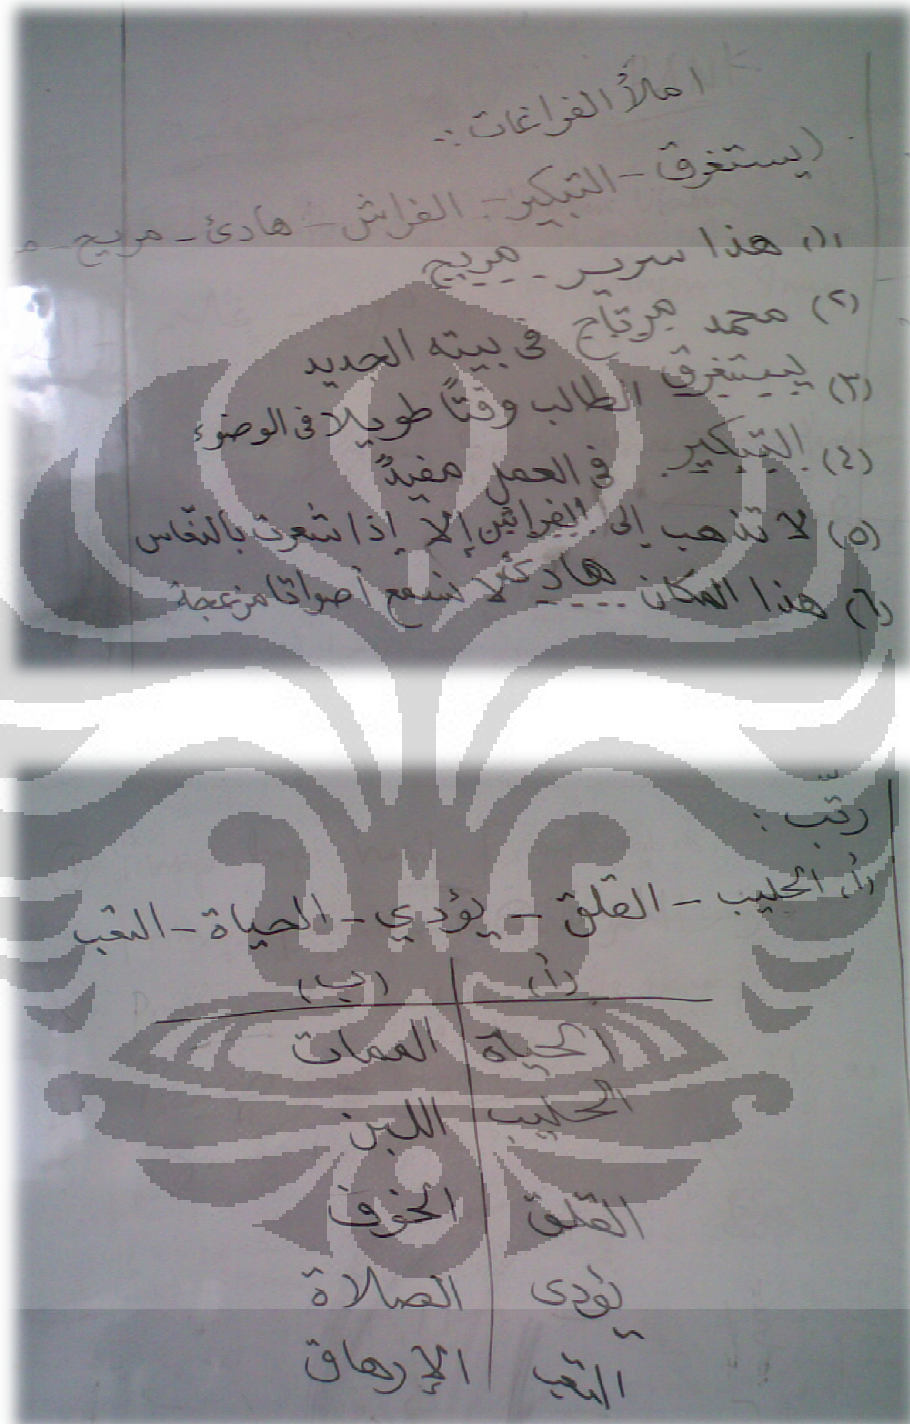 املأ الفراغات :-
(يستغرق - التبكير - الفراش - هادئ - مريح -
(١) هذا سرير مريح
(٢) محمد مرتاح في بيته الجديد
(٣) يستغرق الطالب وقتاً طويلا في الوضوء
(٤) التبكير في العمل مفيدٌ
(٥) لا تذهب إلى الفراش إلا إذا شعرت بالنعاس
(٦) هذا المكان هادئ لا نسمع أصواتا مزعجة
رتّب :
(أ) الحليب - القلق - يؤدي - الحياة - التعب
(أ) (ب)
الحياة الممات
الحليب اللبن
القلق الخوف
يؤدى الصلاة
التعب الإرهاق